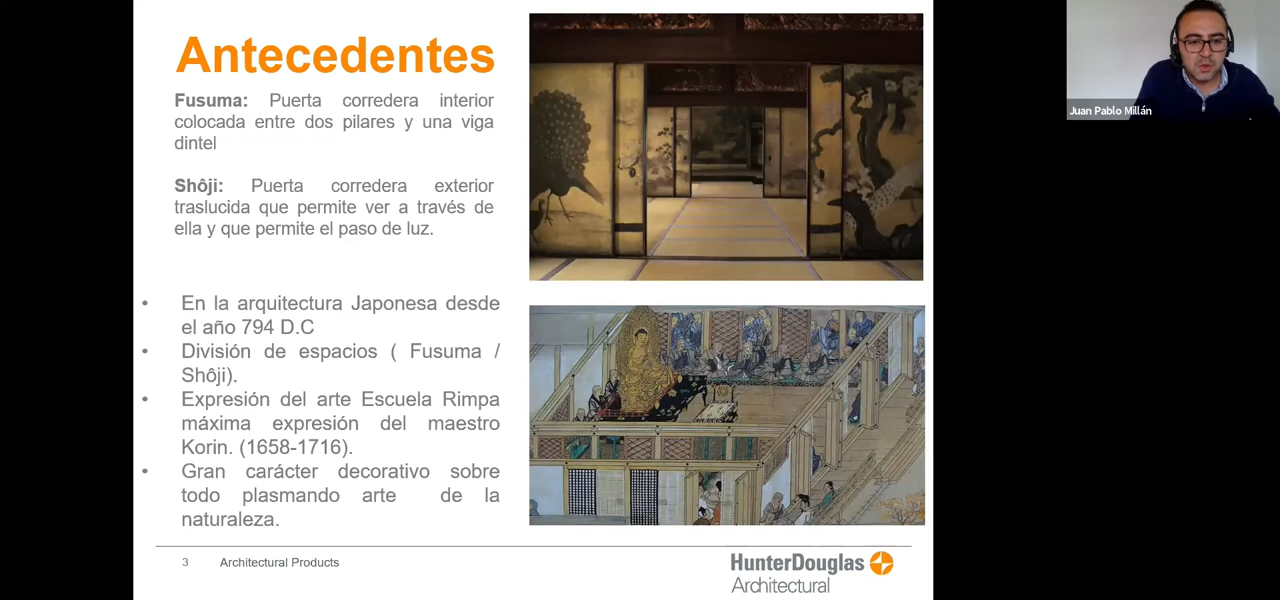 Antecedentes
Fusuma: Puerta corredera interior
colocada entre dos pilares y una viga
dintel
Shôji: Puerta corredera exterior
traslucida que permite ver a través de
ella y que permite el paso de luz.
• En la arquitectura Japonesa desde
el año 794 D.C
• División de espacios ( Fusuma /
Shôji).
• Expresión del arte Escuela Rimpa
máxima expresión del maestro
Korin. (1658-1716).
• Gran carácter decorativo sobre
todo plasmando arte de la
naturaleza.
3 Architectural Products
HunterDouglas
Architectural
Juan Pablo Millán